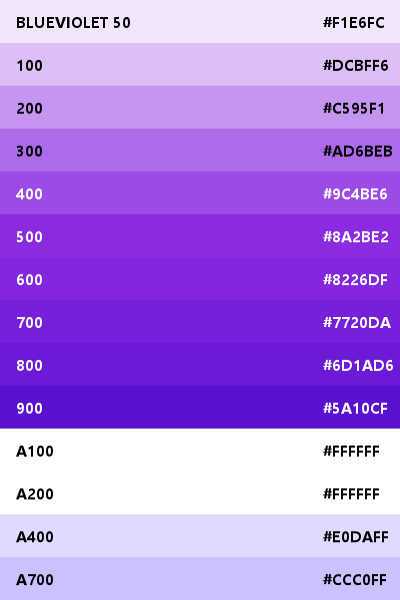 BLUEVIOLET 50 #F1E6FC
100 #DCBFF6
200 #C595F1
300 #AD6BEB
400 #9C4BE6
500 #8A2BE2
600 #8226DF
700 #7720DA
800 #6D1AD6
900 #5A10CF
A100 #FFFFFF
A200 #FFFFFF
A400 #E0DAFF
A700 #CCC0FF